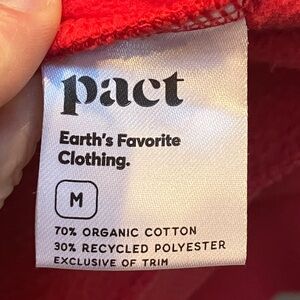 pact
Earth's Favorite
Clothing.
M
70% ORGANIC COTTON
30% RECYCLED POLYESTER
EXCLUSIVE OF TRIM